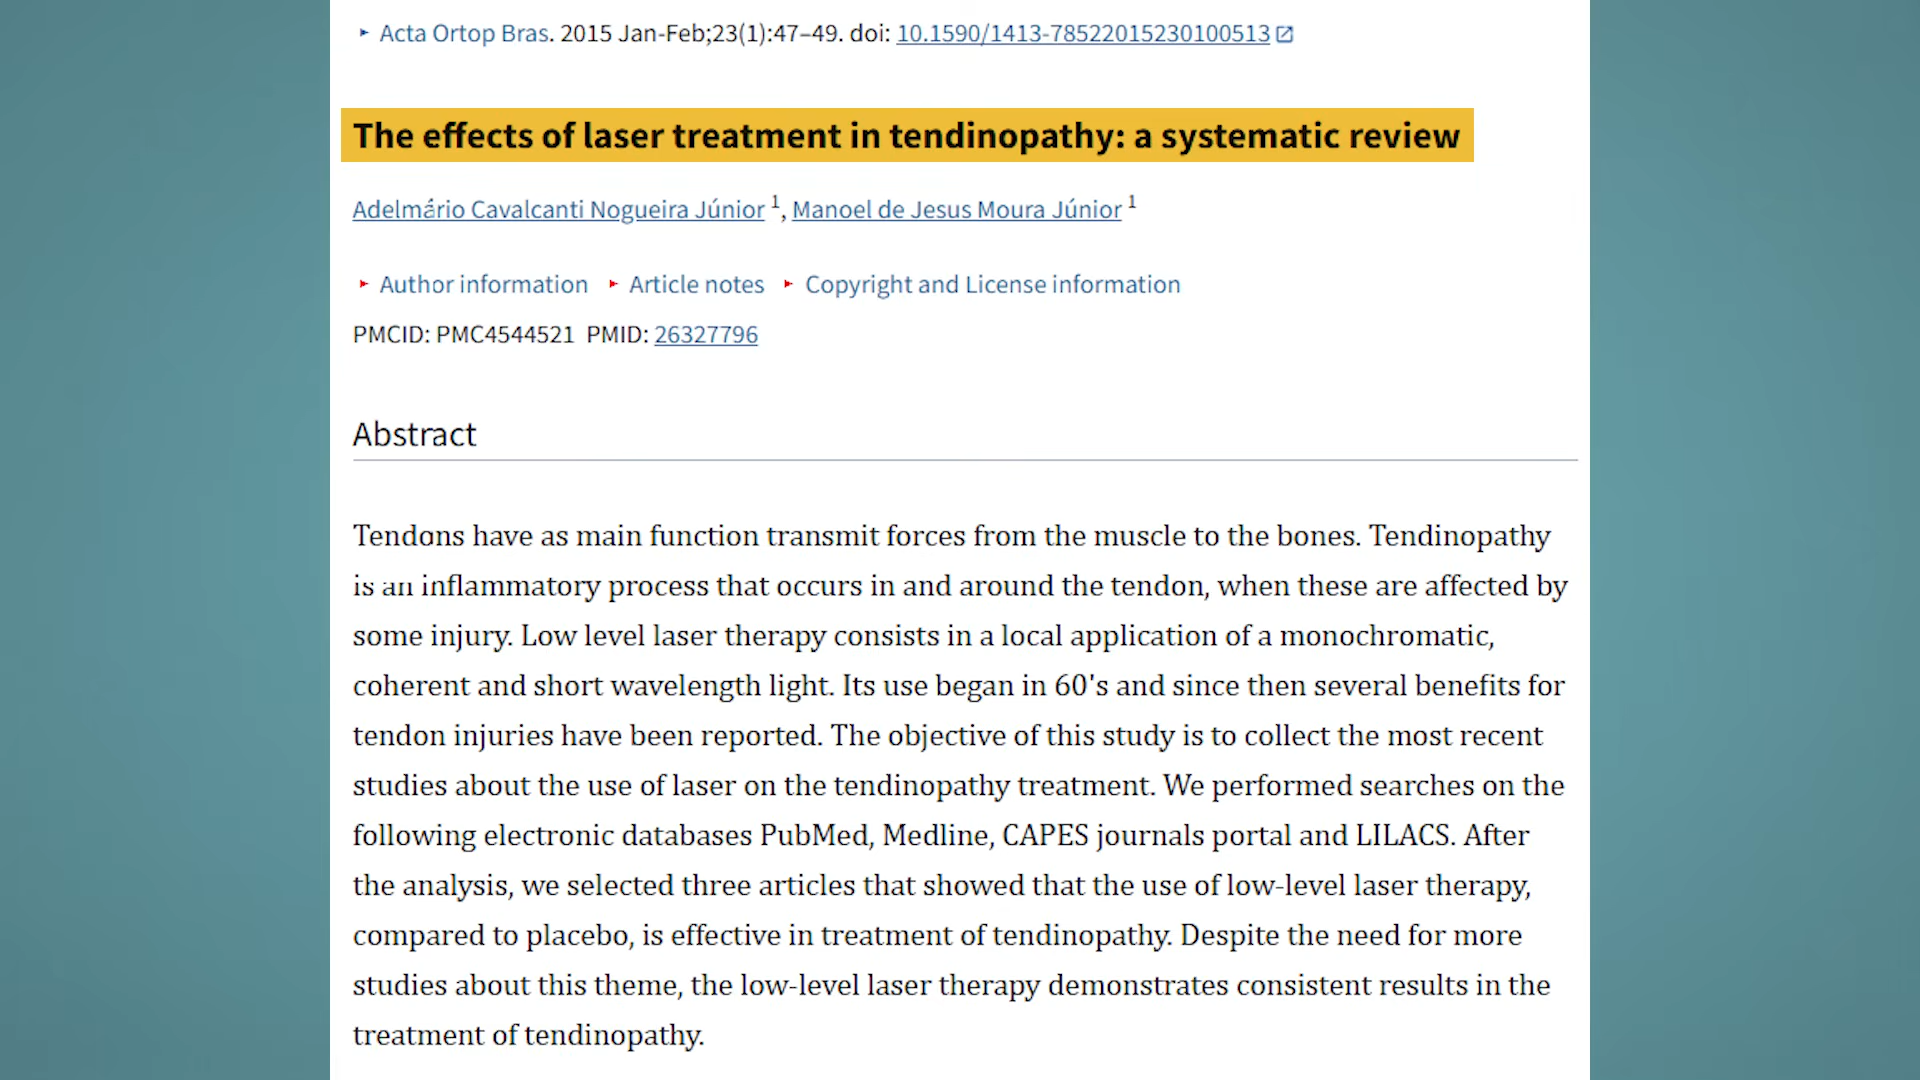 Acta Ortop Bras. 2015 Jan-Feb;23(1):47–49. doi: 10.1590/1413-78522015230100513
The effects of laser treatment in tendinopathy: a systematic review
Adelmário Cavalcanti Nogueira Júnior 1, Manoel de Jesus Moura Júnior 1
Author information Article notes Copyright and License information
PMCID: PMC4544521 PMID: 26327796
Abstract
Tendons have as main function transmit forces from the muscle to the bones. Tendinopathy
is an inflammatory process that occurs in and around the tendon, when these are affected by
some injury. Low level laser therapy consists in a local application of a monochromatic,
coherent and short wavelength light. Its use began in 60's and since then several benefits for
tendon injuries have been reported. The objective of this study is to collect the most recent
studies about the use of laser on the tendinopathy treatment. We performed searches on the
following electronic databases PubMed, Medline, CAPES journals portal and LILACS. After
the analysis, we selected three articles that showed that the use of low-level laser therapy,
compared to placebo, is effective in treatment of tendinopathy. Despite the need for more
studies about this theme, the low-level laser therapy demonstrates consistent results in the
treatment of tendinopathy.